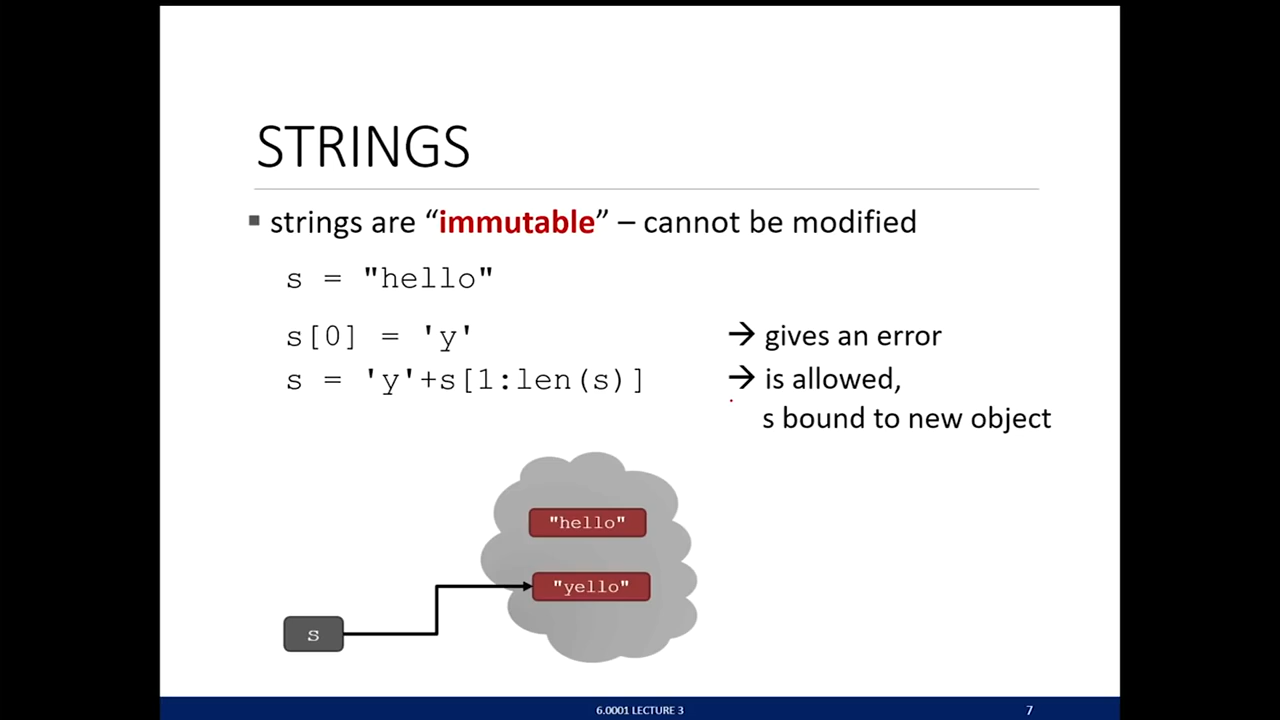 STRINGS
▪ strings are “immutable” – cannot be modified
s = "hello"
s[0] = 'y' → gives an error
s = 'y'+s[1:len(s)] → is allowed,
s bound to new object
"hello"
"yello"
s
6.0001 LECTURE 3
7